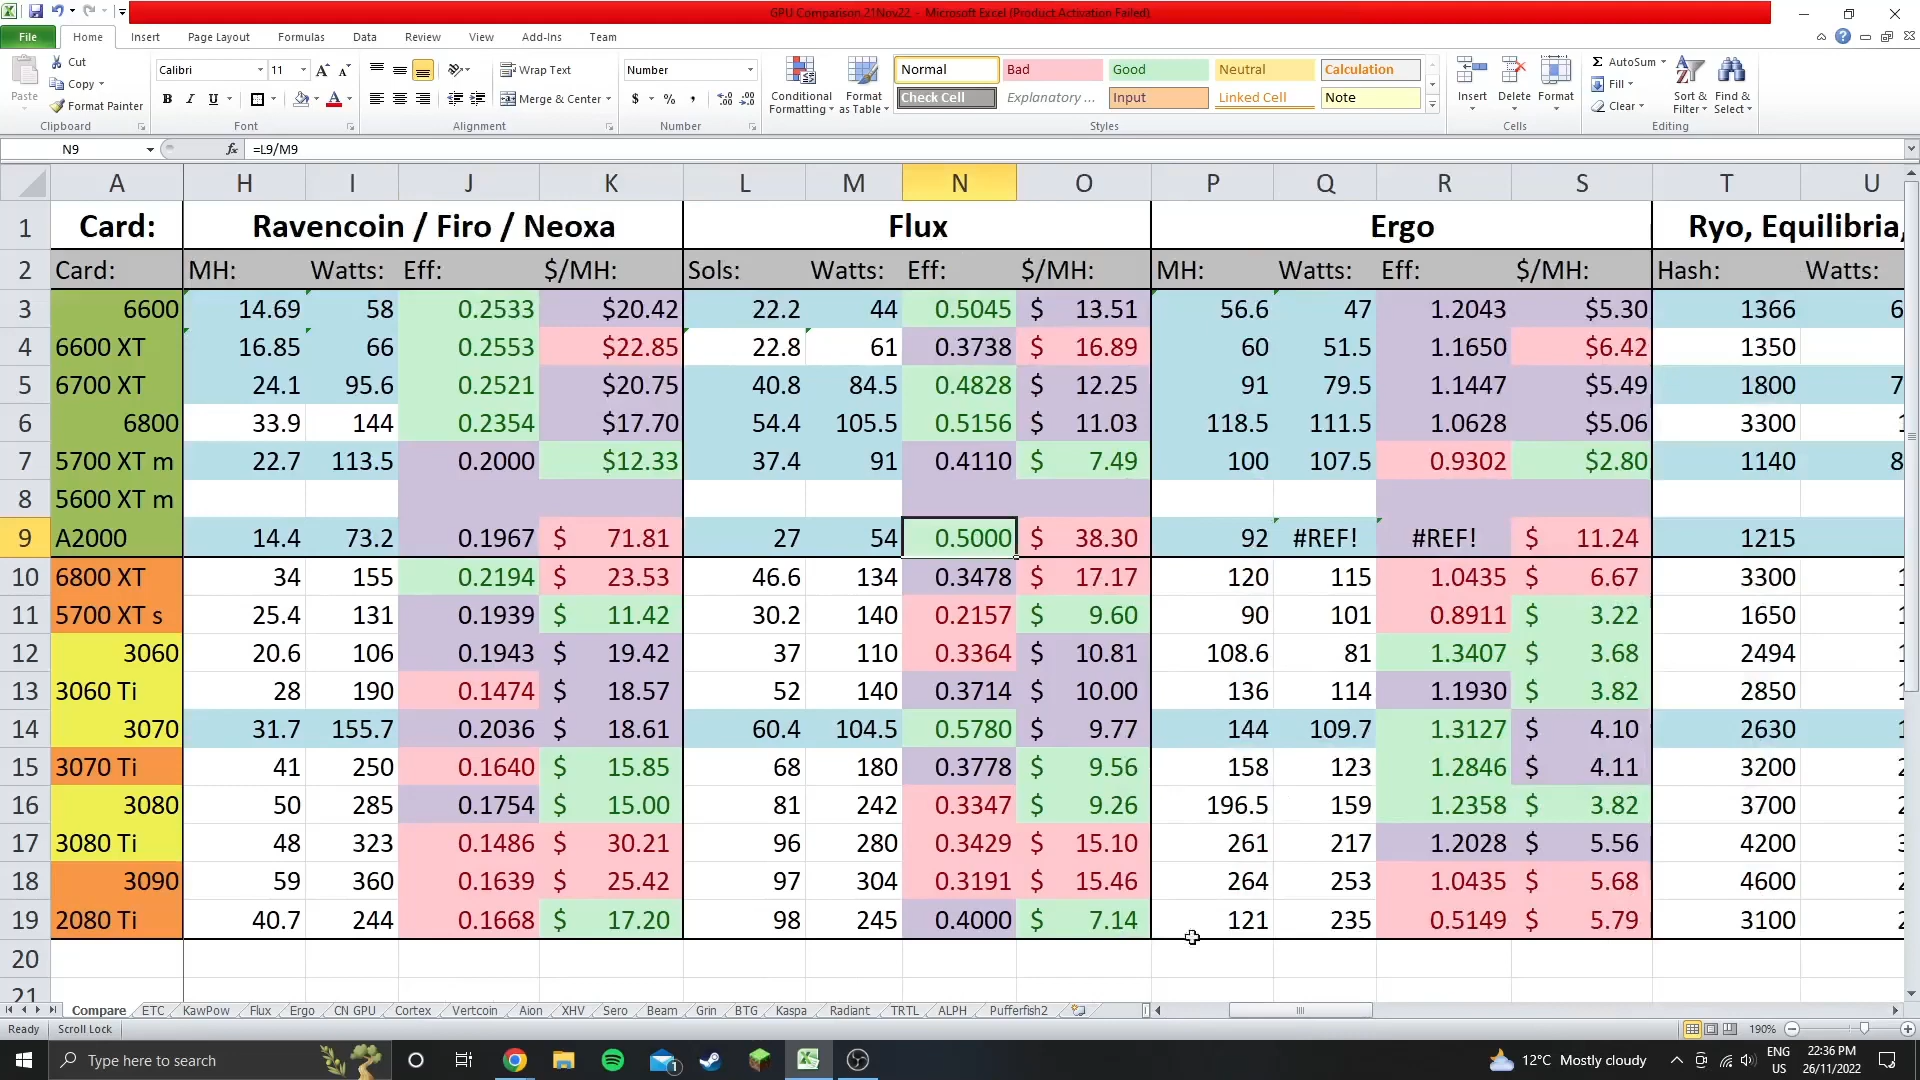 GPU Comparison 21Nov22 - Microsoft Excel (Product Activation Failed)
File Home Insert Page Layout Formulas Data Review View Add-Ins Team
Paste Cut Copy Format Painter Clipboard
Calibri 11 A A B I U A Font
Wrap Text Merge & Center Alignment
Number $ % , .00 .0 Number
Conditional Formatting Format as Table
Normal Bad Good Neutral Calculation
Check Cell Explanatory ... Input Linked Cell Note
Styles
Insert Delete Format Cells
Σ AutoSum Fill Clear Sort & Filter Find & Select Editing
N9 fx =L9/M9
A H I J K L M N O P Q R S T U
1 Card: Ravencoin / Firo / Neoxa Flux Ergo Ryo, Equilibria,
2 Card: MH: Watts: Eff: $/MH: Sols: Watts: Eff: $/MH: MH: Watts: Eff: $/MH: Hash: Watts:
3 6600 14.69 58 0.2533 $20.42 22.2 44 0.5045 $ 13.51 56.6 47 1.2043 $5.30 1366 6
4 6600 XT 16.85 66 0.2553 $22.85 22.8 61 0.3738 $ 16.89 60 51.5 1.1650 $6.42 1350
5 6700 XT 24.1 95.6 0.2521 $20.75 40.8 84.5 0.4828 $ 12.25 91 79.5 1.1447 $5.49 1800 7
6 6800 33.9 144 0.2354 $17.70 54.4 105.5 0.5156 $ 11.03 118.5 111.5 1.0628 $5.06 3300 1
7 5700 XT m 22.7 113.5 0.2000 $12.33 37.4 91 0.4110 $ 7.49 100 107.5 0.9302 $2.80 1140 8
8 5600 XT m
9 A2000 14.4 73.2 0.1967 $ 71.81 27 54 0.5000 $ 38.30 92 #REF! #REF! $ 11.24 1215
10 6800 XT 34 155 0.2194 $ 23.53 46.6 134 0.3478 $ 17.17 120 115 1.0435 $ 6.67 3300 1
11 5700 XT s 25.4 131 0.1939 $ 11.42 30.2 140 0.2157 $ 9.60 90 101 0.8911 $ 3.22 1650 1
12 3060 20.6 106 0.1943 $ 19.42 37 110 0.3364 $ 10.81 108.6 81 1.3407 $ 3.68 2494 1
13 3060 Ti 28 190 0.1474 $ 18.57 52 140 0.3714 $ 10.00 136 114 1.1930 $ 3.82 2850 1
14 3070 31.7 155.7 0.2036 $ 18.61 60.4 104.5 0.5780 $ 9.77 144 109.7 1.3127 $ 4.10 2630 1
15 3070 Ti 41 250 0.1640 $ 15.85 68 180 0.3778 $ 9.56 158 123 1.2846 $ 4.11 3200 2
16 3080 50 285 0.1754 $ 15.00 81 242 0.3347 $ 9.26 196.5 159 1.2358 $ 3.82 3700 2
17 3080 Ti 48 323 0.1486 $ 30.21 96 280 0.3429 $ 15.10 261 217 1.2028 $ 5.56 4200 3
18 3090 59 360 0.1639 $ 25.42 97 304 0.3191 $ 15.46 264 253 1.0435 $ 5.68 4600 2
19 2080 Ti 40.7 244 0.1668 $ 17.20 98 245 0.4000 $ 7.14 121 235 0.5149 $ 5.79 3100 2
20
21
Compare ETC KawPow Flux Ergo CN GPU Cortex Vertcoin Aion XHV Sero Beam Grin BTG Kaspa Radiant TRTL ALPH Pufferfish2
Ready Scroll Lock 190%
Type here to search 1 12°C Mostly cloudy ENG US 22:36 PM 26/11/2022